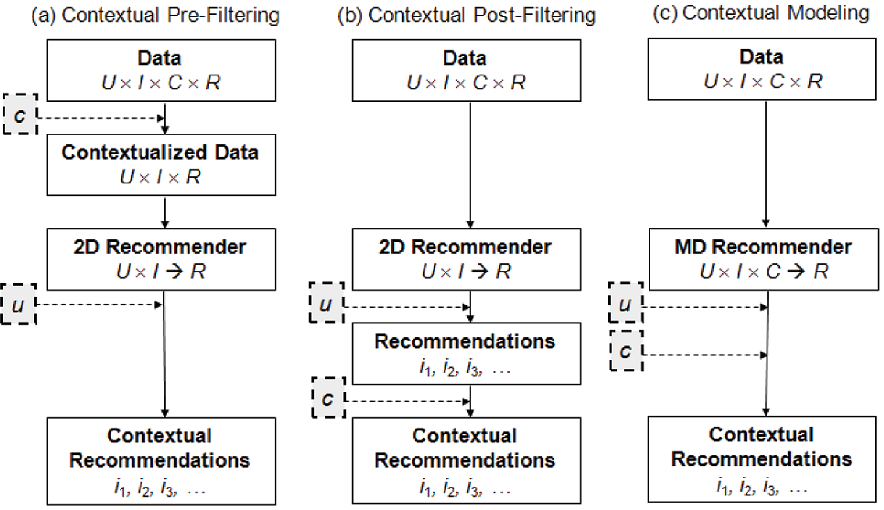 (a) Contextual Pre-Filtering
Data
U × I × C × R
c
Contextualized Data
U × I × R
2D Recommender
U × I → R
u
Contextual
Recommendations
i₁, i₂, i₃, …
(b) Contextual Post-Filtering
Data
U × I × C × R
2D Recommender
U × I → R
u
Recommendations
i₁, i₂, i₃, …
c
Contextual
Recommendations
i₁, i₂, i₃, …
(c) Contextual Modeling
Data
U × I × C × R
MD Recommender
U × I × C → R
u
c
Contextual
Recommendations
i₁, i₂, i₃, …